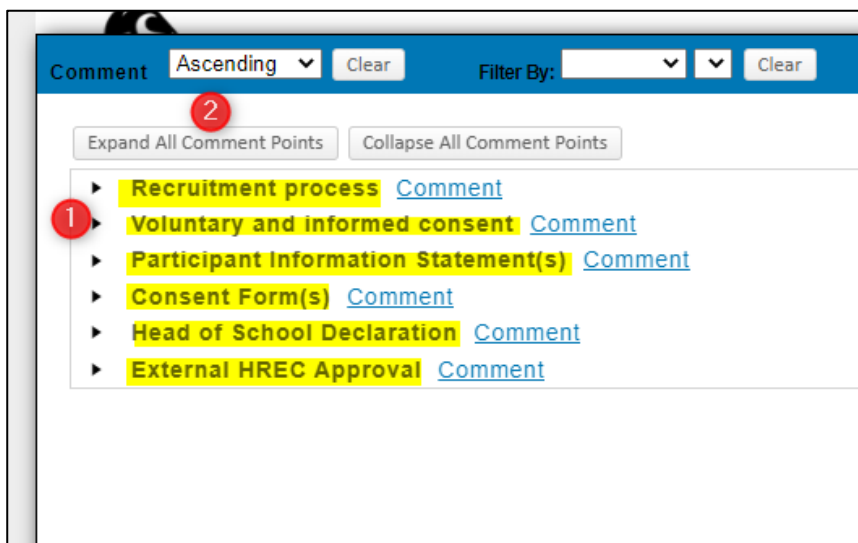 Comment Ascending Clear Filter By: Clear
2
Expand All Comment Points Collapse All Comment Points
Recruitment process Comment
1 Voluntary and informed consent Comment
Participant Information Statement(s) Comment
Consent Form(s) Comment
Head of School Declaration Comment
External HREC Approval Comment